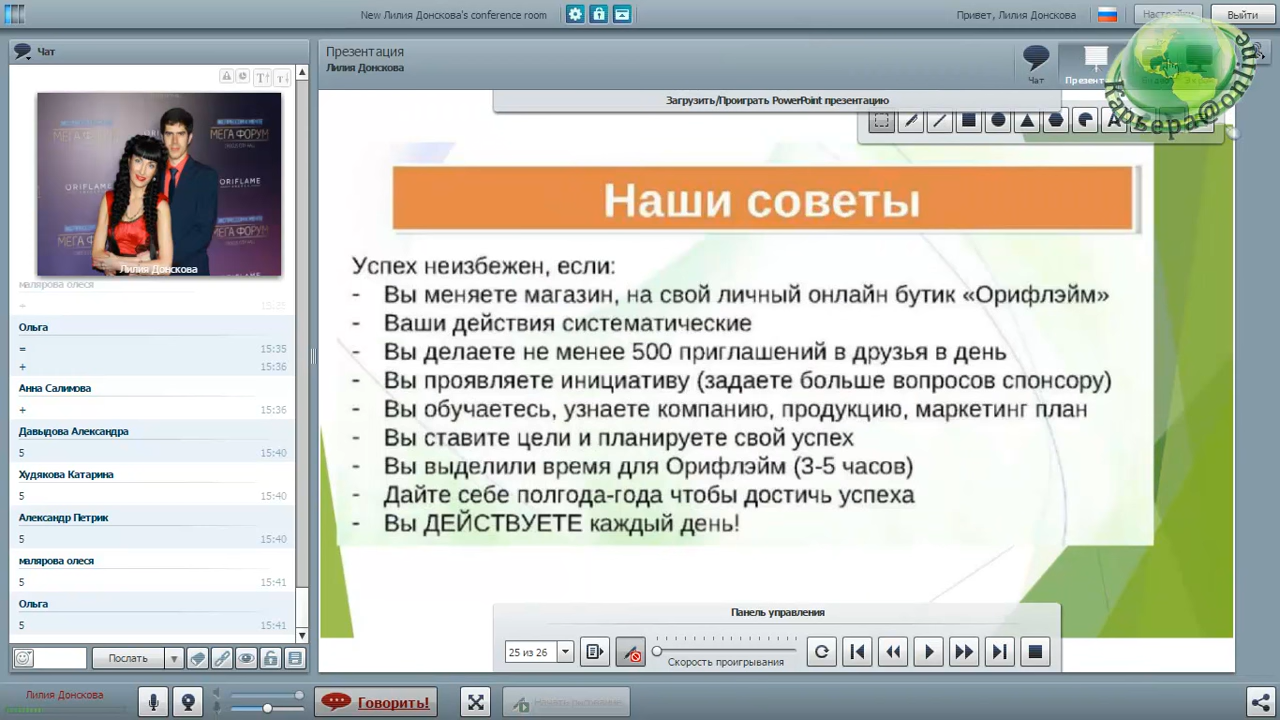 New Лилия Донскова's conference room
Привет, Лилия Донскова
Настройки
Выйти
Чат
Лилия Донскова
малярова олеся
= 15:35
Ольга
= 15:35
+ 15:36
Анна Салимова
+ 15:36
Давыдова Александра
5 15:40
Худякова Катарина
5 15:40
Александр Петрик
5 15:40
малярова олеся
5 15:41
Ольга
5 15:41
Послать
Лилия Донскова
Говорить!
Презентация
Лилия Донскова
Чат
Карьера@online
Загрузить/Проиграть PowerPoint презентацию
Наши советы
Успех неизбежен, если:
- Вы меняете магазин, на свой личный онлайн бутик «Орифлэйм»
- Ваши действия систематические
- Вы делаете не менее 500 приглашений в друзья в день
- Вы проявляете инициативу (задаете больше вопросов спонсору)
- Вы обучаетесь, узнаете компанию, продукцию, маркетинг план
- Вы ставите цели и планируете свой успех
- Вы выделили время для Орифлэйм (3-5 часов)
- Дайте себе полгода-года чтобы достичь успеха
- Вы ДЕЙСТВУЕТЕ каждый день!
Панель управления
25 из 26
Скорость проигрывания
МЕГА ФОРУМ
ORIFLAME